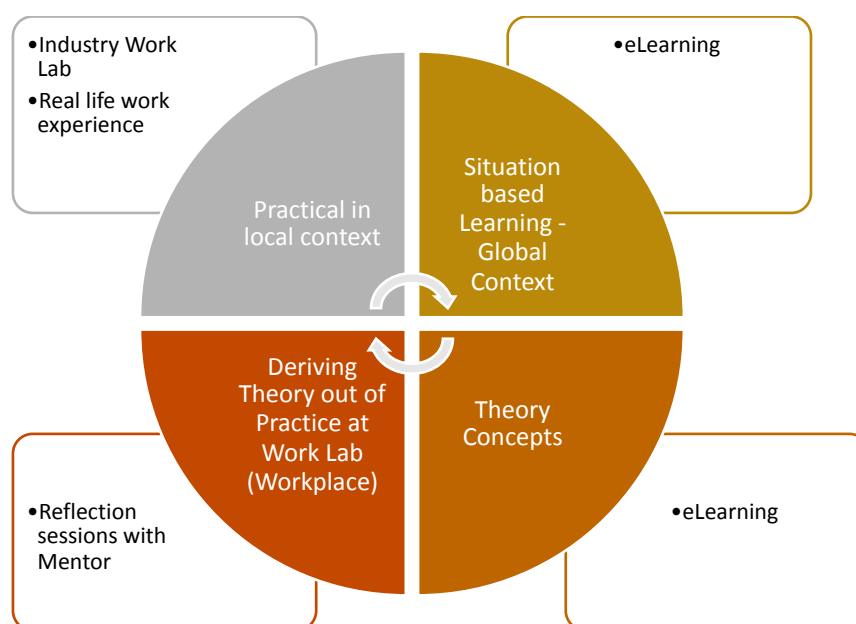 •Industry Work
Lab
•Real life work
experience
•eLearning
Practical in
local context
Situation
based
Learning -
Global
Context
Deriving
Theory out of
Practice at
Work Lab
(Workplace)
Theory
Concepts
•Reflection
sessions with
Mentor
•eLearning